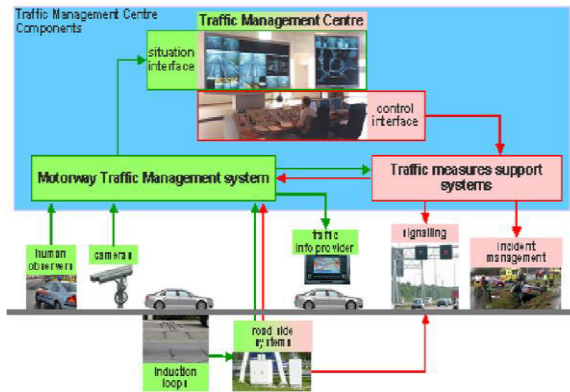 Traffic Management Centre
Components
Traffic Management Centre
situation
interface
control
interface
Motorway Traffic Management system
Traffic measures support
systems
human
observers
cameras
traffic
info provider
signalling
incident
management
induction
loops
road side
systems